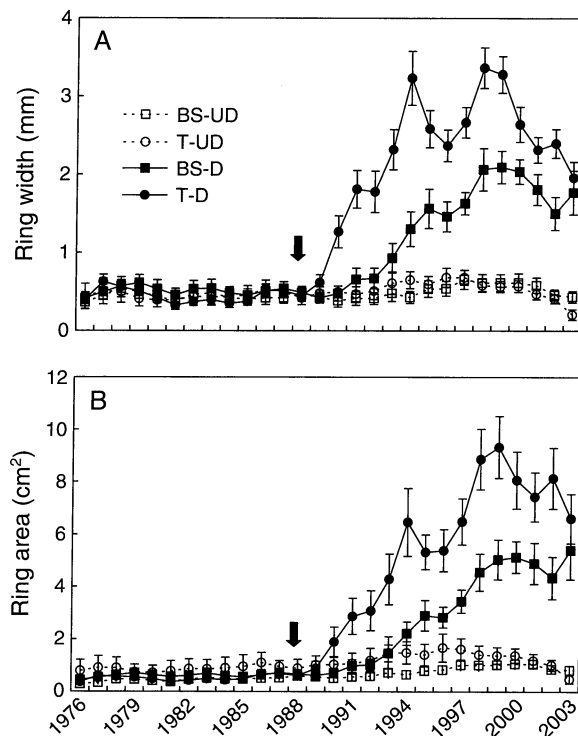 A
Ring width (mm)
4
3
2
1
0
BS-UD
T-UD
BS-D
T-D
B
Ring area (cm²)
12
10
8
6
4
2
0
1976
1979
1982
1985
1988
1991
1994
1997
2000
2003